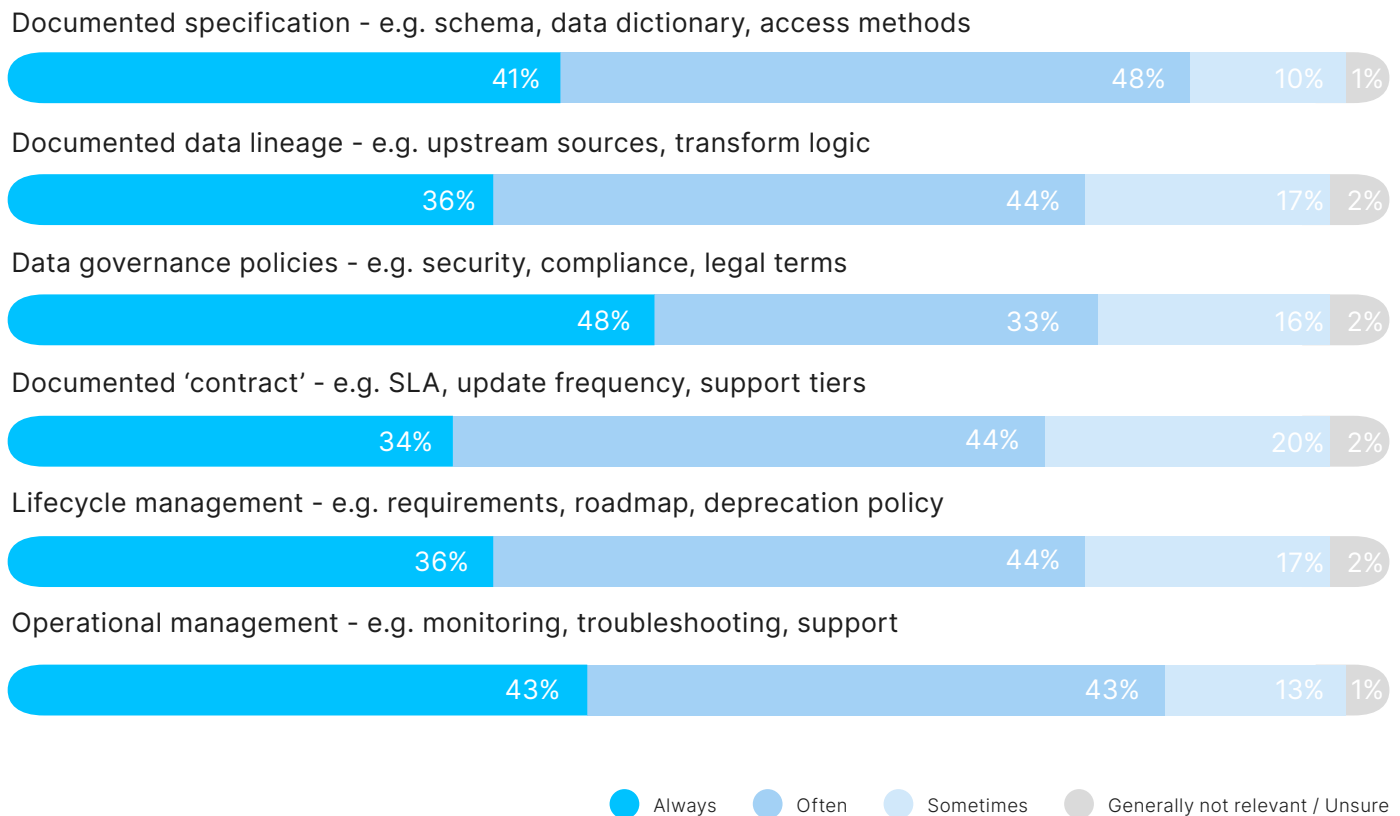 Documented specification - e.g. schema, data dictionary, access methods
41% 48% 10% 1%
Documented data lineage - e.g. upstream sources, transform logic
36% 44% 17% 2%
Data governance policies - e.g. security, compliance, legal terms
48% 33% 16% 2%
Documented ‘contract’ - e.g. SLA, update frequency, support tiers
34% 44% 20% 2%
Lifecycle management - e.g. requirements, roadmap, deprecation policy
36% 44% 17% 2%
Operational management - e.g. monitoring, troubleshooting, support
43% 43% 13% 1%
Always Often Sometimes Generally not relevant / Unsure